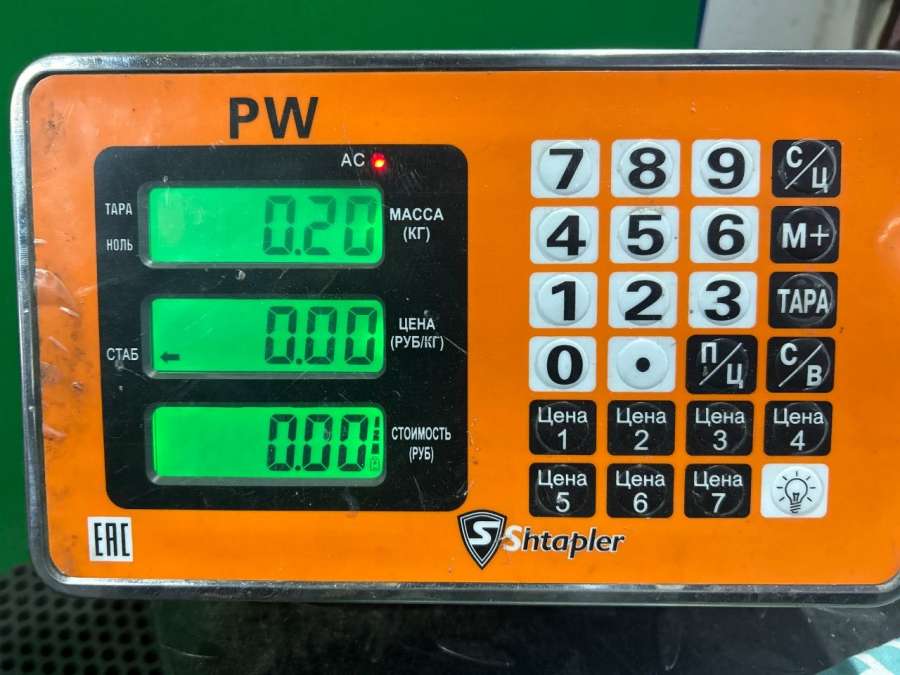 PW
AC
ТАРА
НОЛЬ
0.20
МАССА
(КГ)
СТАБ
0.00
ЦЕНА
(РУБ/КГ)
0.00
СТОИМОСТЬ
(РУБ)
7 8 9 С/Ц
4 5 6 М+
1 2 3 ТАРА
0 . П/Ц С/В
Цена 1 Цена 2 Цена 3 Цена 4
Цена 5 Цена 6 Цена 7
EAC
S Shtapler